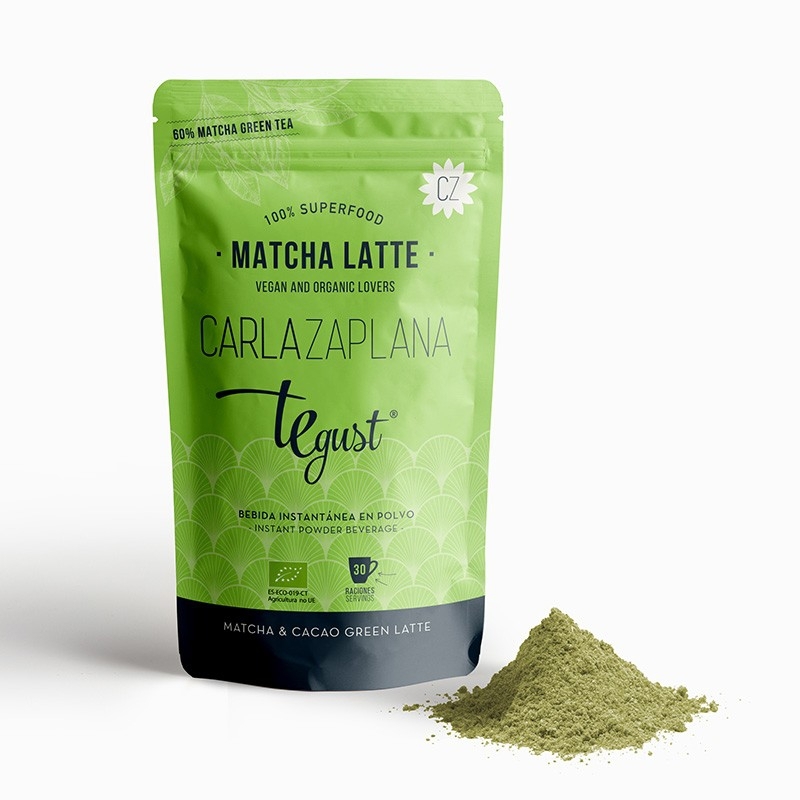 60% MATCHA GREEN TEA
CZ
100% SUPERFOOD
· MATCHA LATTE ·
VEGAN AND ORGANIC LOVERS
CARLAZAPLANA
tegust®
BEBIDA INSTANTÁNEA EN POLVO
- INSTANT POWDER BEVERAGE -
30
ES-ECO-019-CT
Agricultura no UE
RACIONES
SERVINGS
MATCHA & CACAO GREEN LATTE